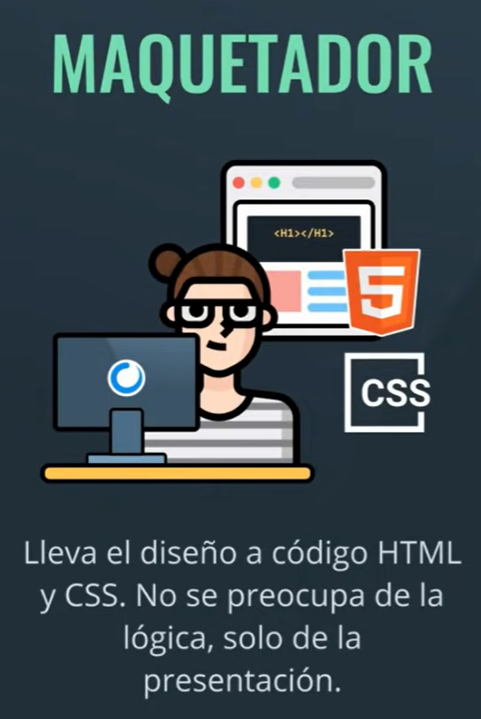 MAQUETADOR
<H1></H1>
5
CSS
Lleva el diseño a código HTML
y CSS. No se preocupa de la
lógica, solo de la
presentación.